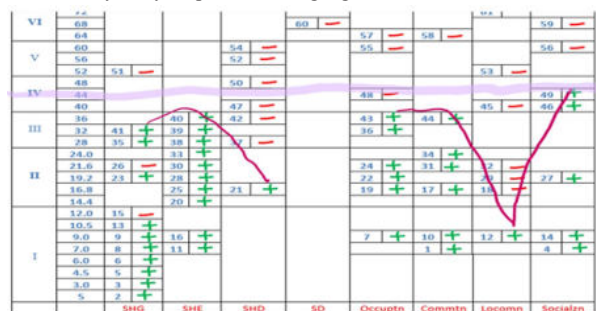 72 61
VI 68 60 − 59 −
64 57 − 58 −
60 54 − 55 − 56 −
V 56 52 −
52 51 − 53 −
48 50 −
IV 44 48 − 49 +
40 47 − 45 − 46 +
36 40 + 42 − 43 + 44 +
III 32 41 + 39 + 36 +
28 35 + 38 + 37 −
24.0 33 + 34 +
II 21.6 26 − 30 + 24 + 31 + −
19.2 23 + 28 + 22 + − 27 +
16.8 25 + 21 + 19 + 17 + 18 −
14.4 20 +
12.0 15 −
10.5 13 +
9.0 9 + 16 + 7 + 10 + 12 + 14 +
I 7.0 8 + 11 + 1 + 4 +
6.0 6 +
4.5 5 +
3.0 3 +
5 2 +
SHG SHE SHD SD Occuptn Commtn Locomn Socialzn